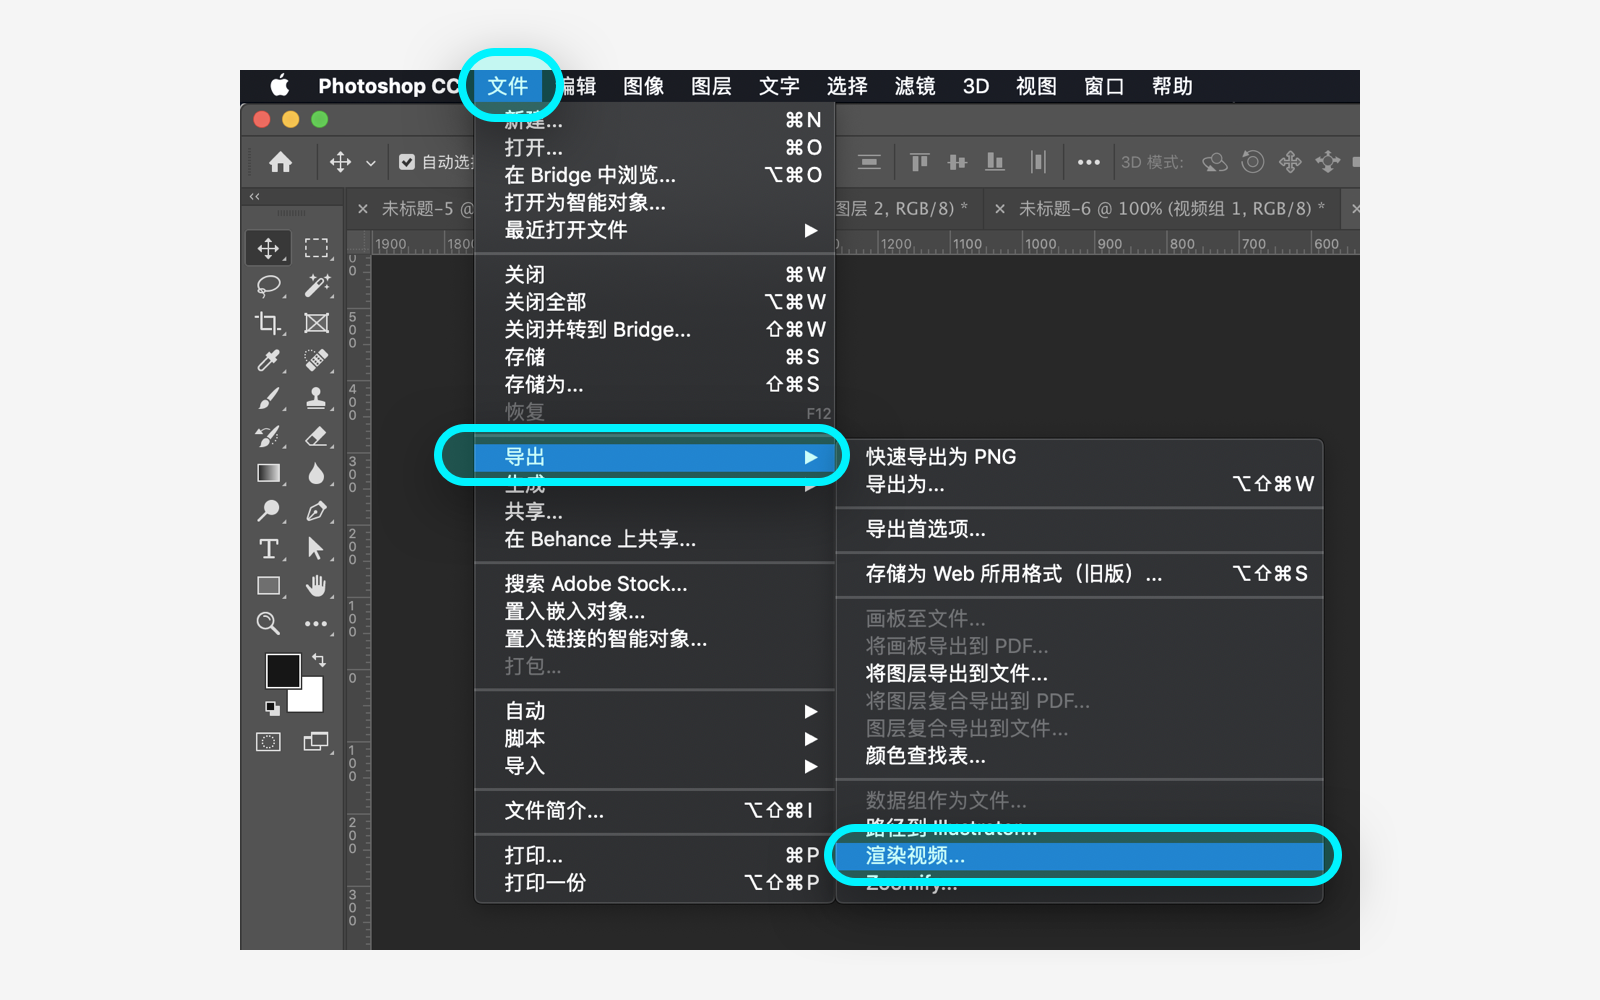 Photoshop CC 文件 编辑 图像 图层 文字 选择 滤镜 3D 视图 窗口 帮助
自动选择
3D 模式:
× 未标题-5 @
图层 2, RGB/8) *
× 未标题-6 @ 100% (视频组 1, RGB/8) *
×
1900 1800 1200 1100 1000 900 800 700 600
0
500
400
300
200
100
0
100
200
300
新建... ⌘N
打开... ⌘O
在 Bridge 中浏览... ⌥⌘O
打开为智能对象...
最近打开文件 ▶
关闭 ⌘W
关闭全部 ⌥⌘W
关闭并转到 Bridge... ⇧⌘W
存储 ⌘S
存储为... ⇧⌘S
恢复 F12
导出 ▶
生成 ▶
共享...
在 Behance 上共享...
搜索 Adobe Stock...
置入嵌入对象...
置入链接的智能对象...
打包...
自动 ▶
脚本 ▶
导入 ▶
文件简介... ⌥⇧⌘I
打印... ⌘P
打印一份 ⌥⇧⌘P
快速导出为 PNG
导出为... ⌥⇧⌘W
导出首选项...
存储为 Web 所用格式（旧版）... ⌥⇧⌘S
画板至文件...
将画板导出到 PDF...
将图层导出到文件...
将图层复合导出到 PDF...
图层复合导出到文件...
颜色查找表...
数据组作为文件...
路径到 Illustrator...
渲染视频...
Zoomify...